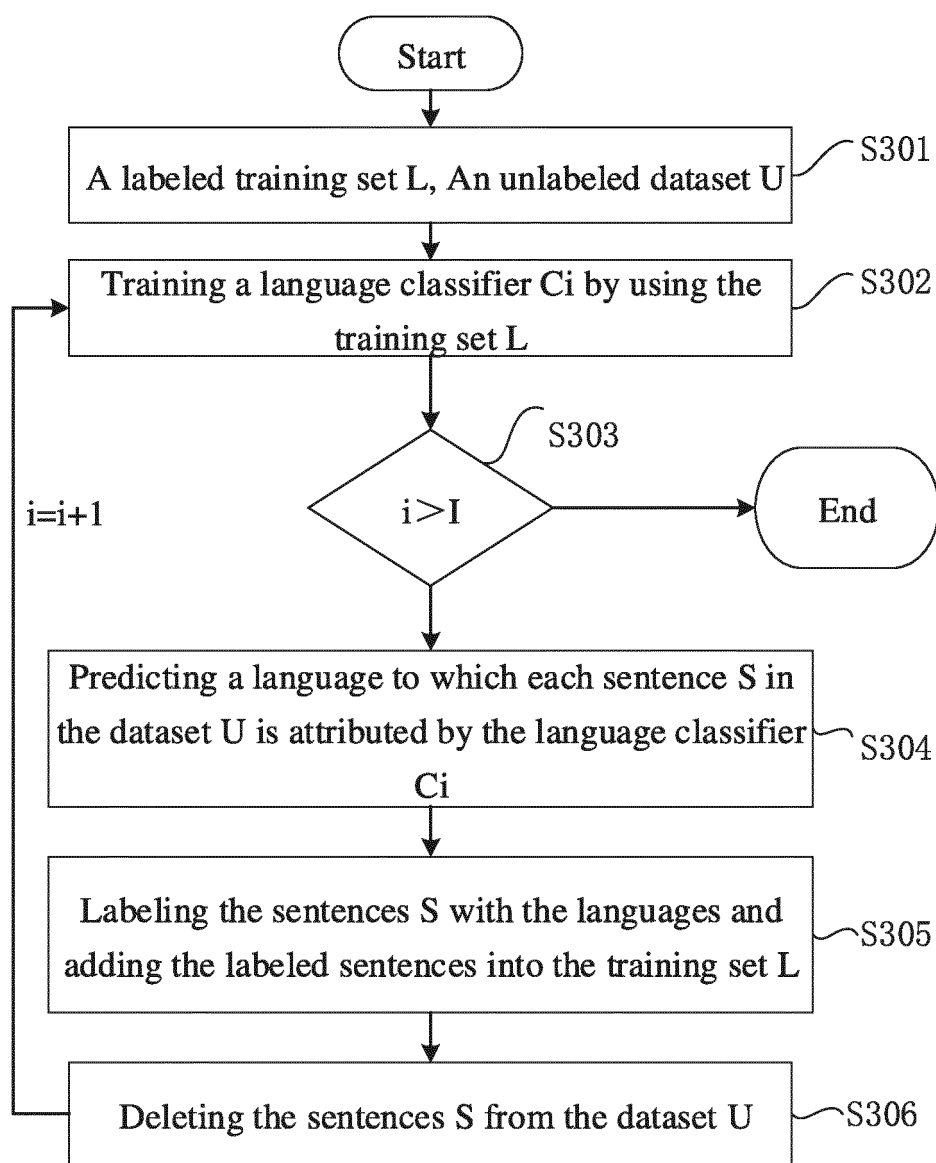 Start
A labeled training set L, An unlabeled dataset U
S301
Training a language classifier Ci by using the
training set L
S302
S303
i>I
End
i=i+1
Predicting a language to which each sentence S in
the dataset U is attributed by the language classifier
Ci
S304
Labeling the sentences S with the languages and
adding the labeled sentences into the training set L
S305
Deleting the sentences S from the dataset U
S306